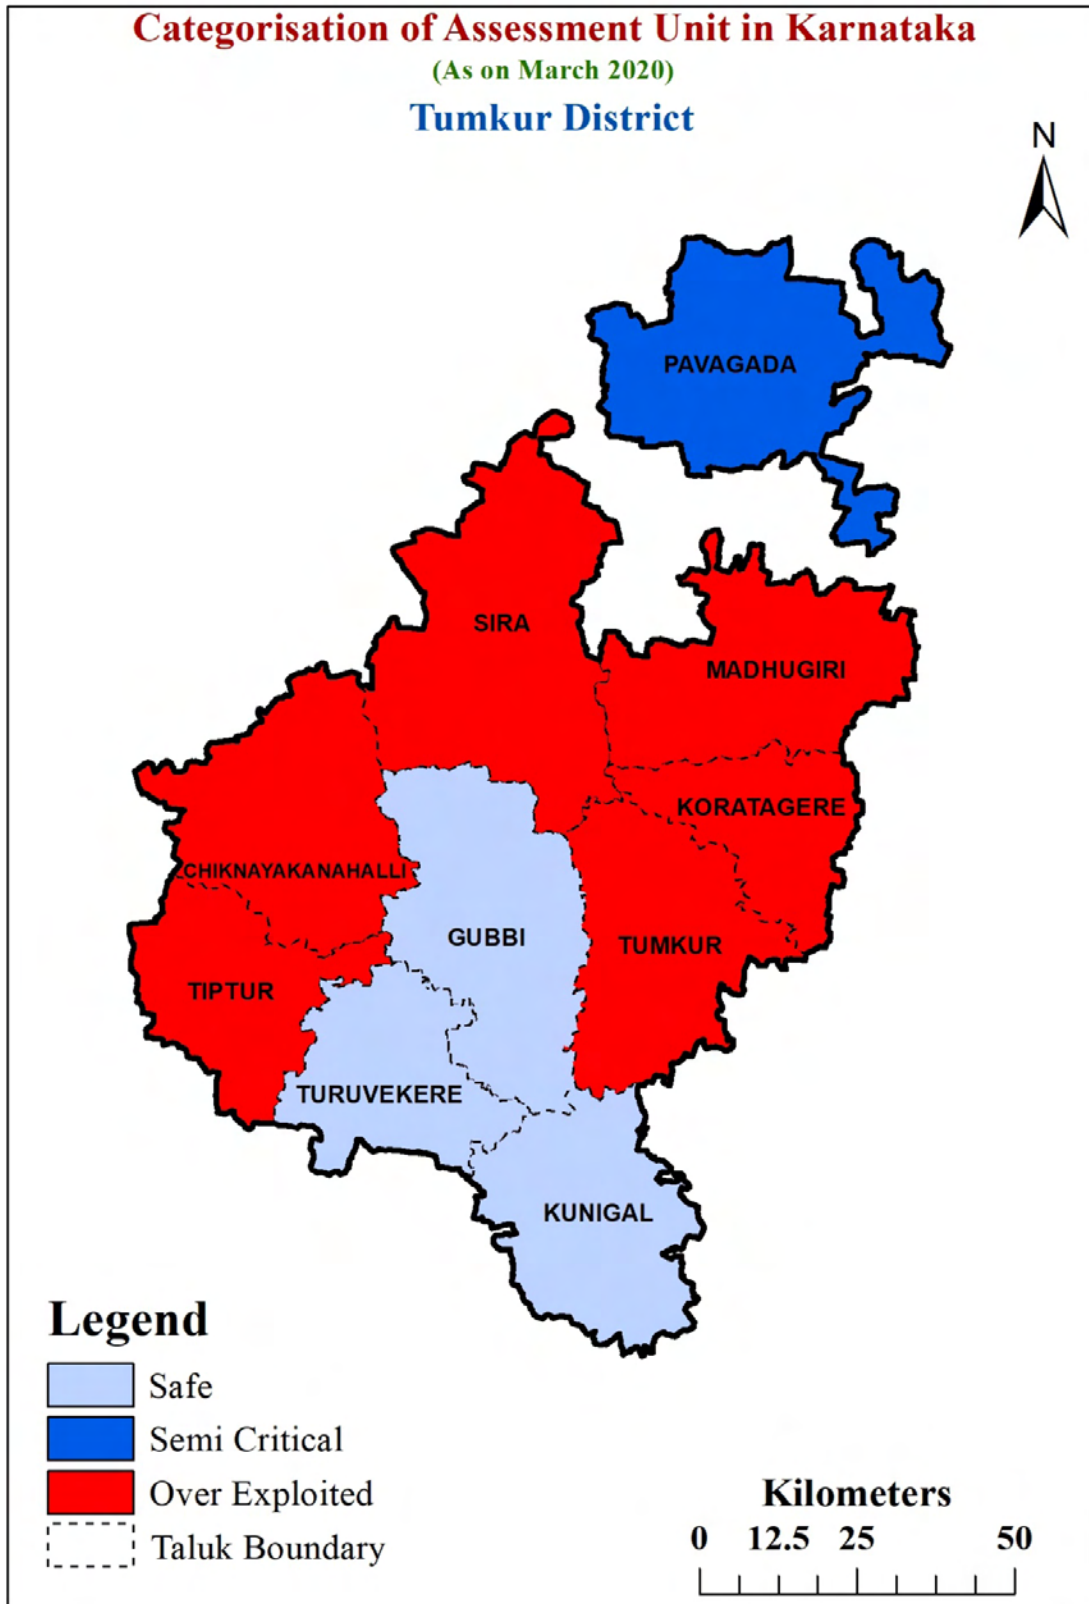 Categorisation of Assessment Unit in Karnataka
(As on March 2020)
Tumkur District
N
PAVAGADA
SIRA
MADHUGIRI
KORATAGERE
CHIKNAYAKANAHALLI
GUBBI
TUMKUR
TIPTUR
TURUVEKERE
KUNIGAL
Legend
Safe
Semi Critical
Over Exploited
Taluk Boundary
Kilometers
0 12.5 25 50